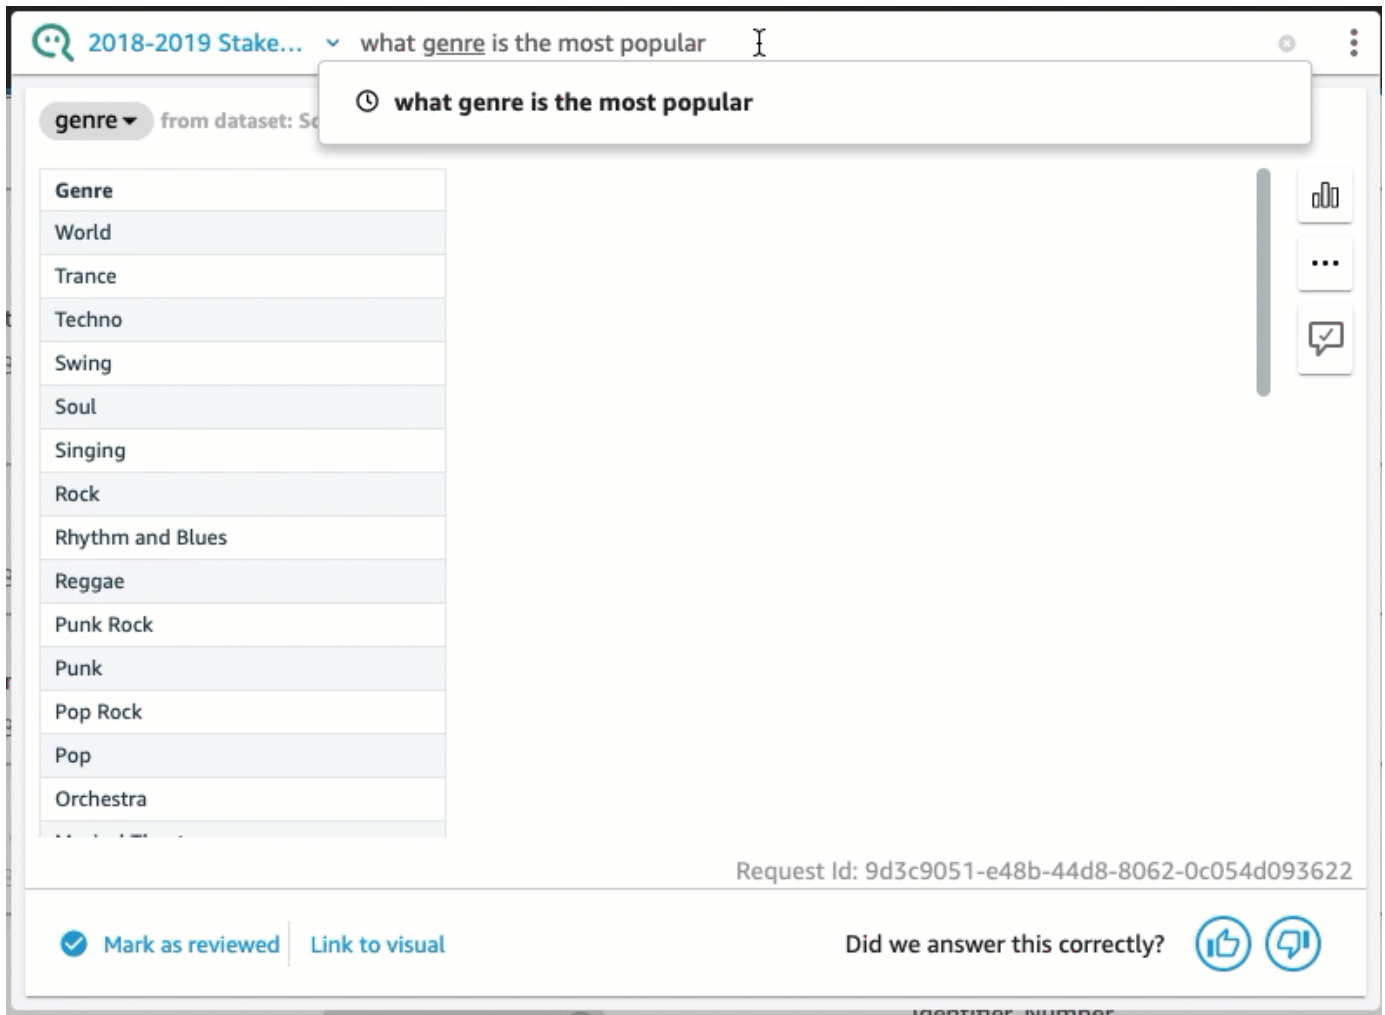 2018-2019 Stake... what genre is the most popular
what genre is the most popular
genre from dataset:
Genre
World
Trance
Techno
Swing
Soul
Singing
Rock
Rhythm and Blues
Reggae
Punk Rock
Punk
Pop Rock
Pop
Orchestra
Request Id: 9d3c9051-e48b-44d8-8062-0c054d093622
Mark as reviewed Link to visual Did we answer this correctly?
Identifier, Number